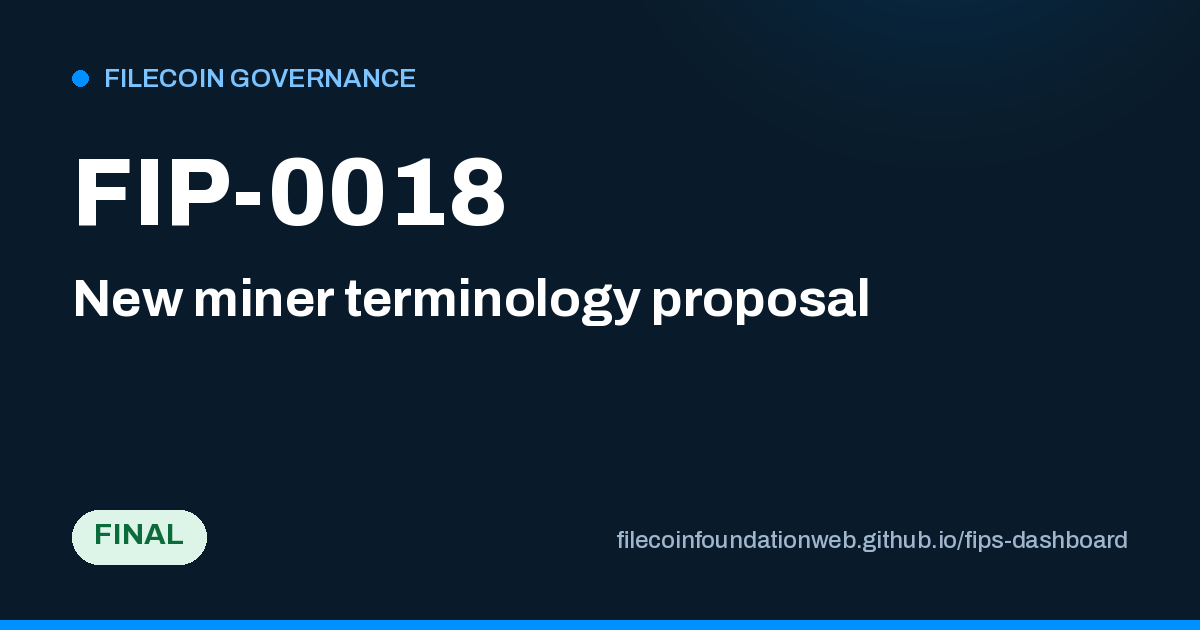 FILECOIN GOVERNANCE
FIP-0018
New miner terminology proposal
FINAL
filecoinfoundationweb.github.io/fips-dashboard